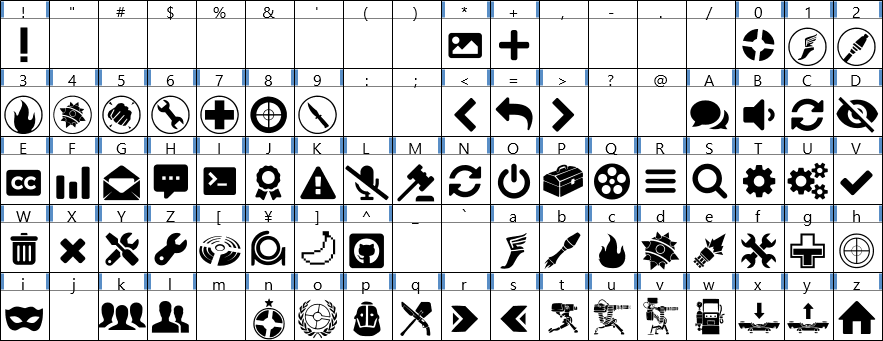 ! " # $ % & ' ( ) * + , - . / 0 1 2
3 4 5 6 7 8 9 : ; < = > ? @ A B C D
E F G H I J K L M N O P Q R S T U V
CC
W X Y Z [ ¥ ] ^ _ ` a b c d e f g h
i j k l m n o p q r s t u v w x y z